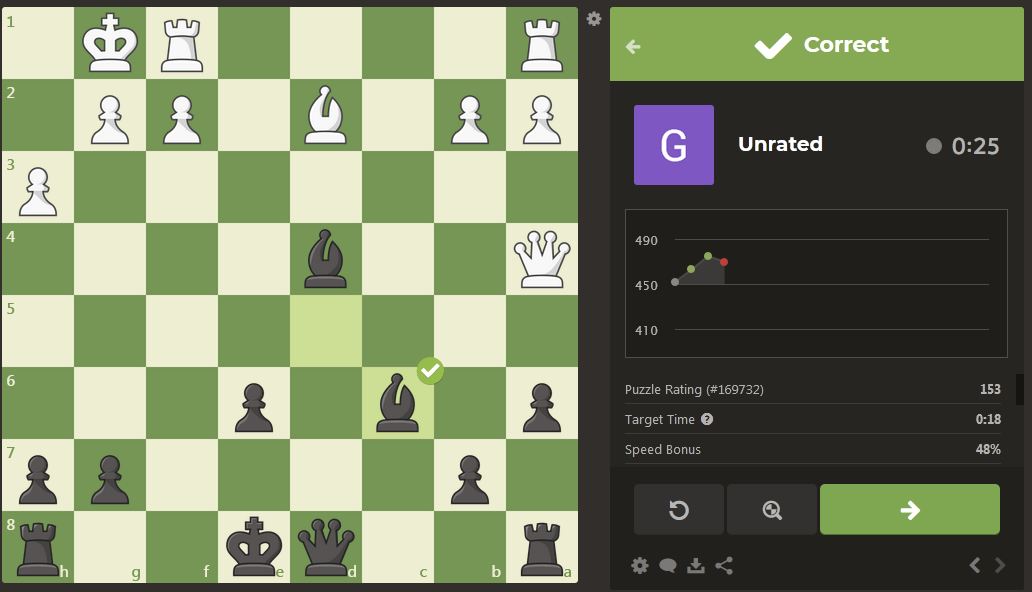 1
2
3
4
5
6
7
8
h g f e d c b a
Correct
G
Unrated
0:25
490
450
410
Puzzle Rating (#169732) 153
Target Time ? 0:18
Speed Bonus 48%